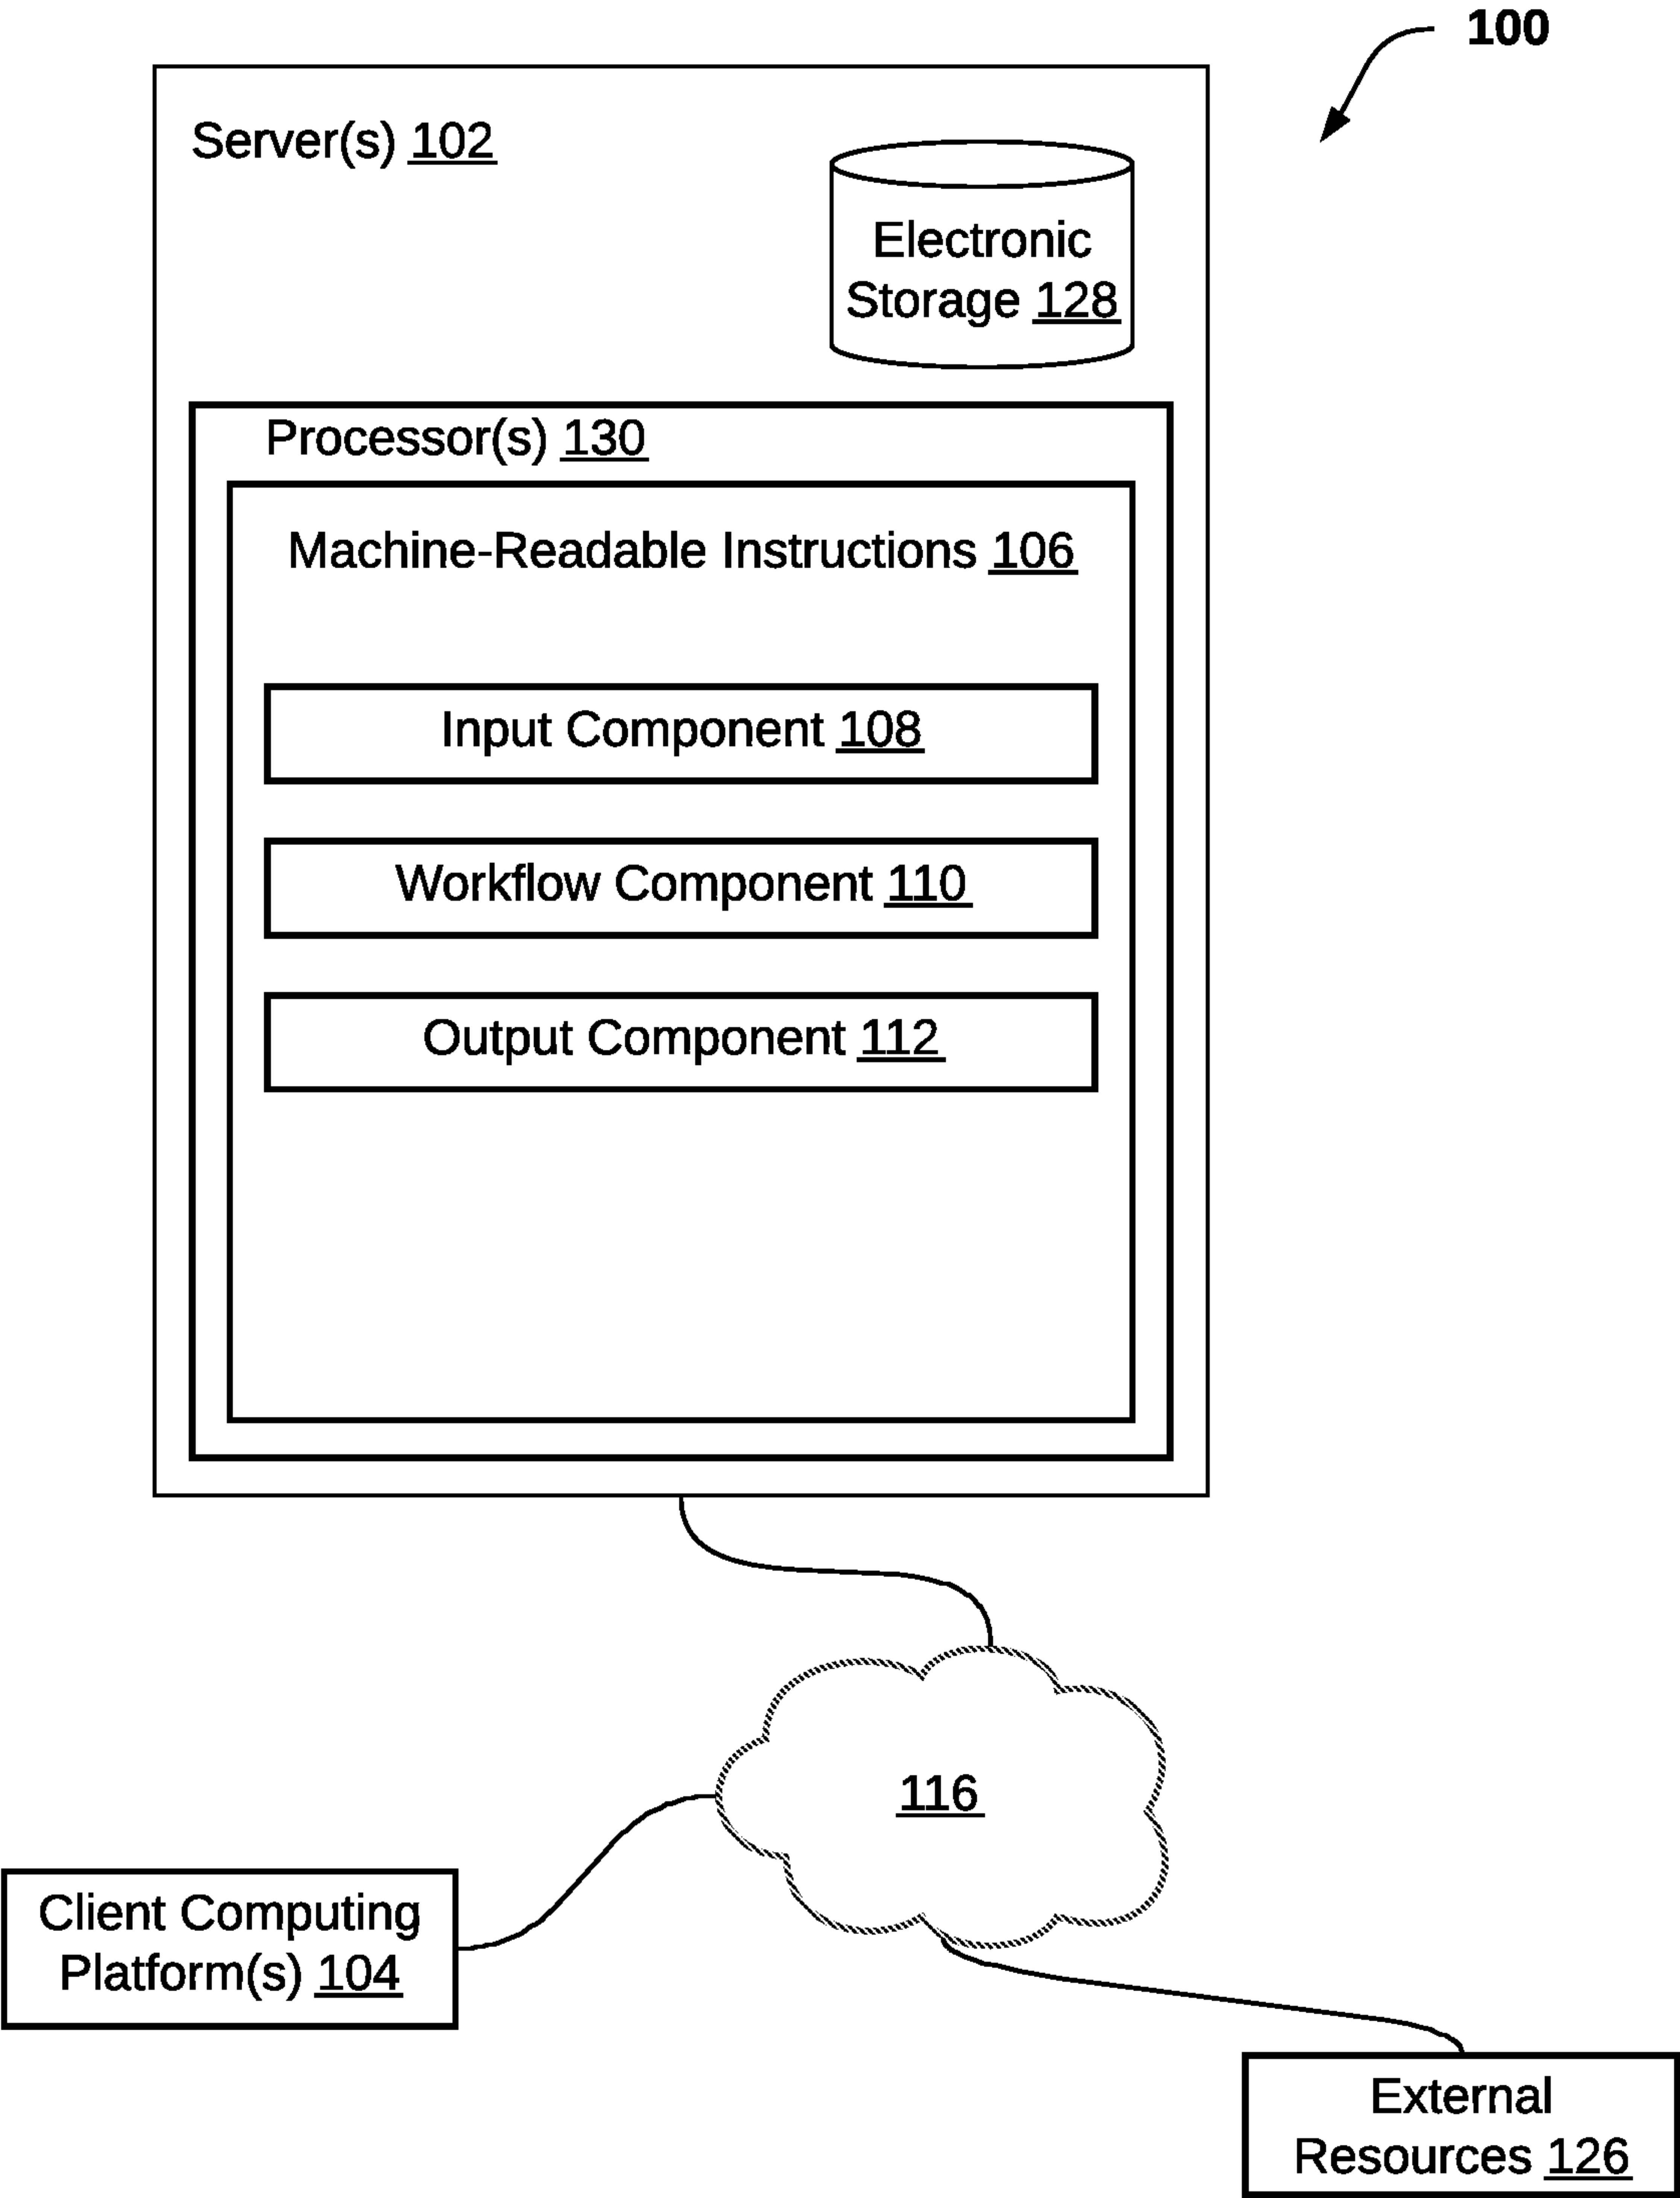 100
Server(s) 102
Electronic
Storage 128
Processor(s) 130
Machine-Readable Instructions 106
Input Component 108
Workflow Component 110
Output Component 112
116
Client Computing
Platform(s) 104
External
Resources 126